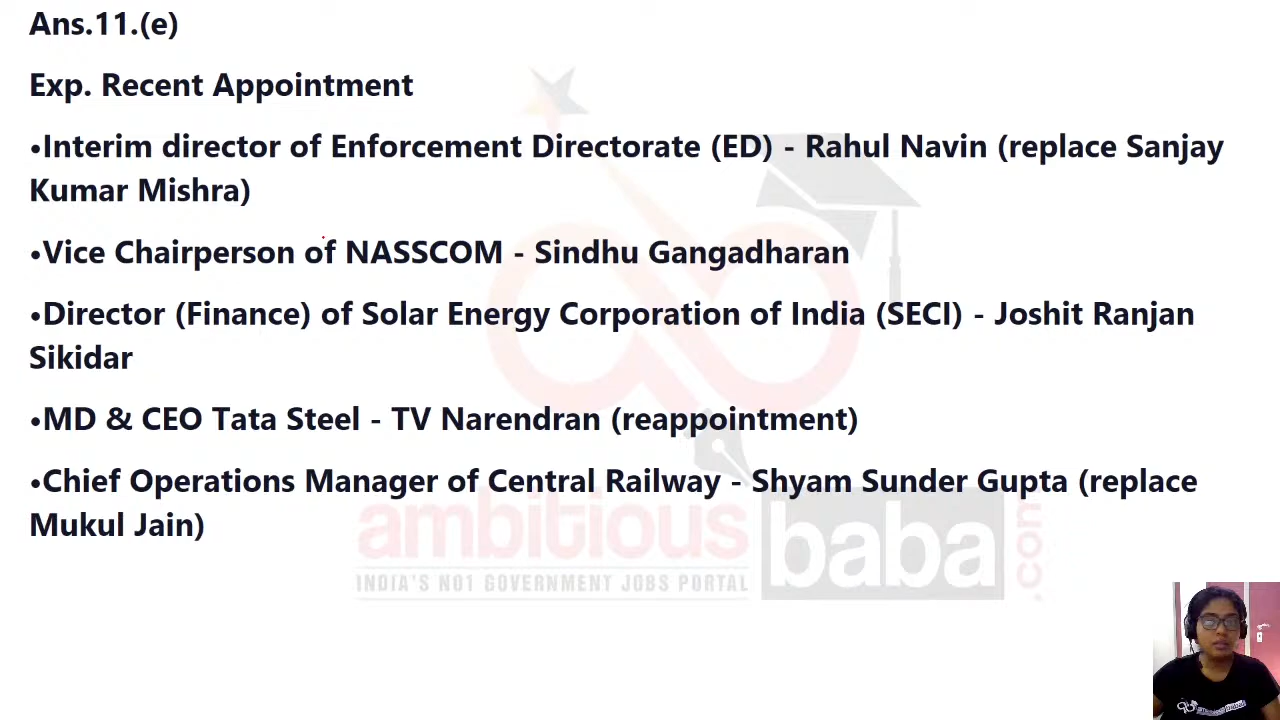 Ans.11.(e)
Exp. Recent Appointment
•Interim director of Enforcement Directorate (ED) - Rahul Navin (replace Sanjay
Kumar Mishra)
•Vice Chairperson of NASSCOM - Sindhu Gangadharan
•Director (Finance) of Solar Energy Corporation of India (SECI) - Joshit Ranjan
Sikidar
•MD & CEO Tata Steel - TV Narendran (reappointment)
•Chief Operations Manager of Central Railway - Shyam Sunder Gupta (replace
Mukul Jain)
ambitious baba .com
INDIA'S NO1 GOVERNMENT JOBS PORTAL